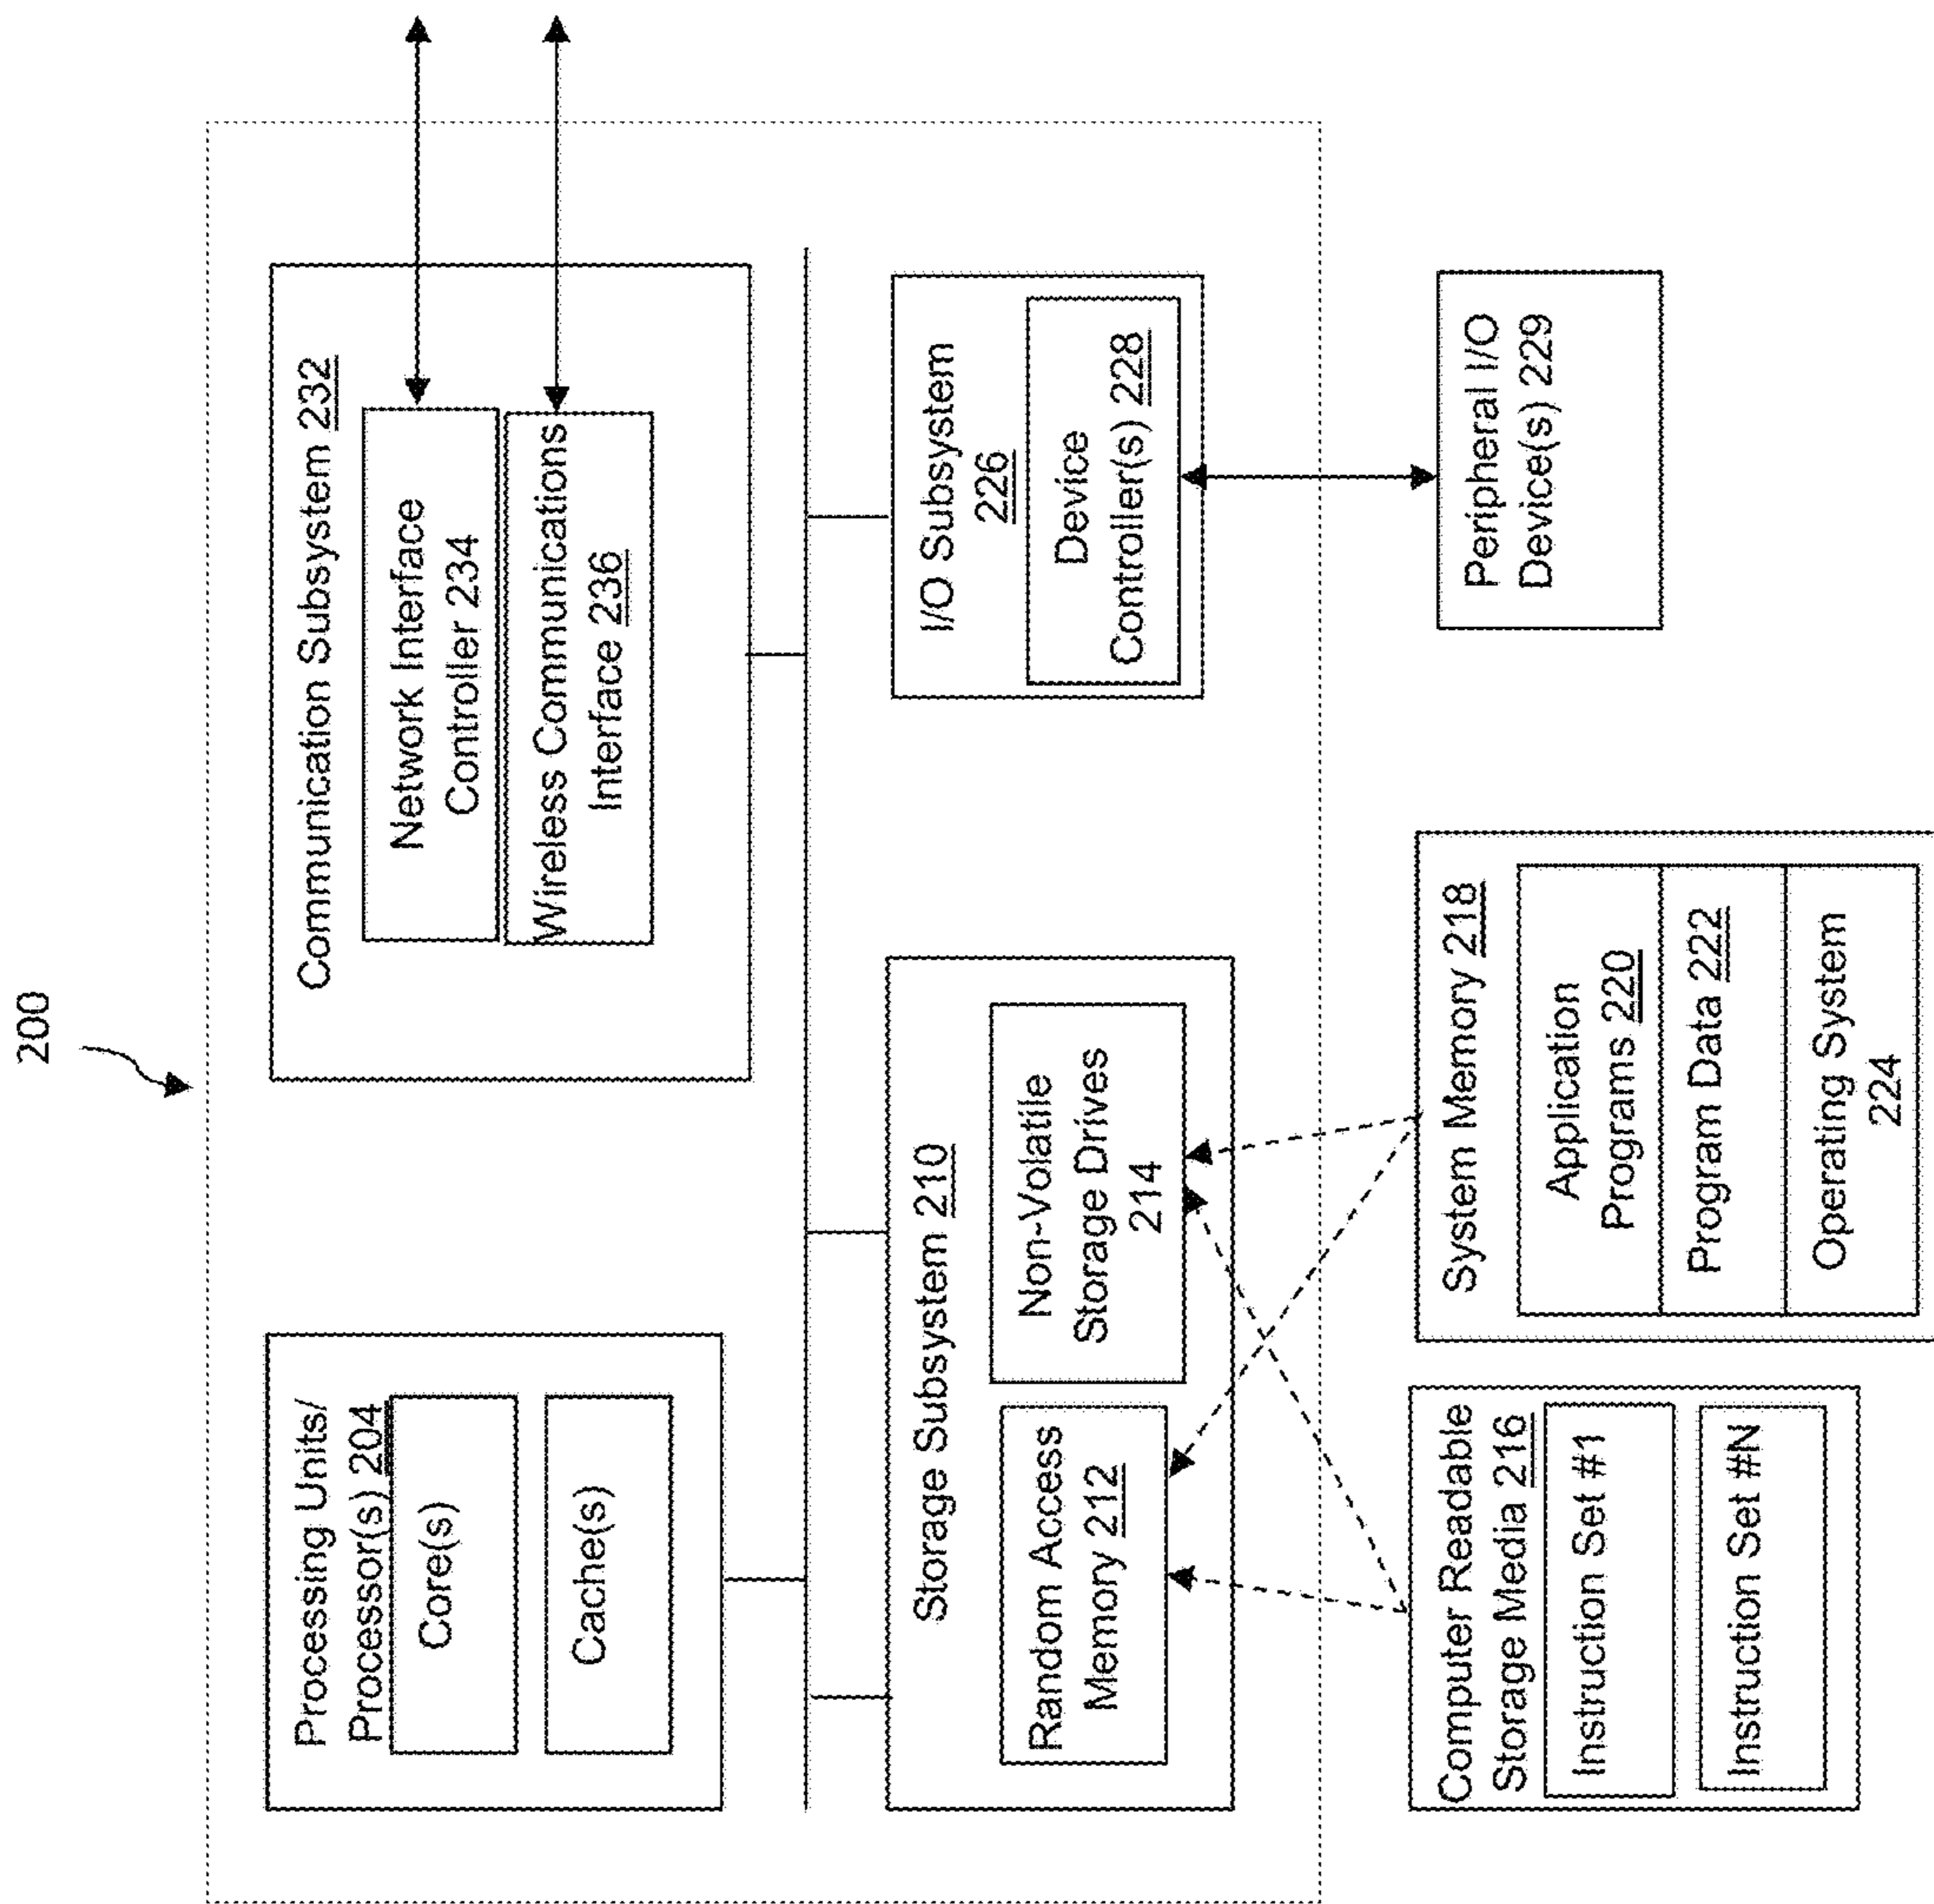 200
Processing Units/
Processor(s) 204
Core(s)
Cache(s)
Communication Subsystem 232
Network Interface
Controller 234
Wireless Communications
Interface 236
Storage Subsystem 210
Random Access
Memory 212
Non-Volatile
Storage Drives
214
I/O Subsystem
226
Device
Controller(s) 228
Computer Readable
Storage Media 216
Instruction Set #1
Instruction Set #N
System Memory 218
Application
Programs 220
Program Data 222
Operating System
224
Peripheral I/O
Device(s) 229